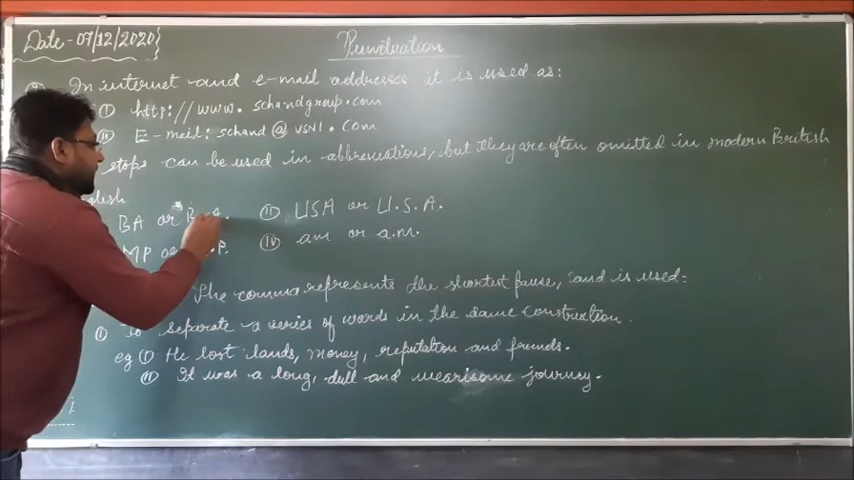 Date - 07/12/2020
Punctuation
In internet and e-mail addresses it is used as:
(i) http://www.schandgroup.com
E-mail: schand@vsnl.com
stops can be used in abbreviations, but they are often omitted in modern British
BA or (ii) USA or U.S.A.
MP or (iv) am or a.m.
The comma represents the shortest pause, and is used:
(i) To separate a series of words in the same construction.
eg (i) He lost lands, money, reputation and friends.
(ii) It was a long, dull and wearisome journey.